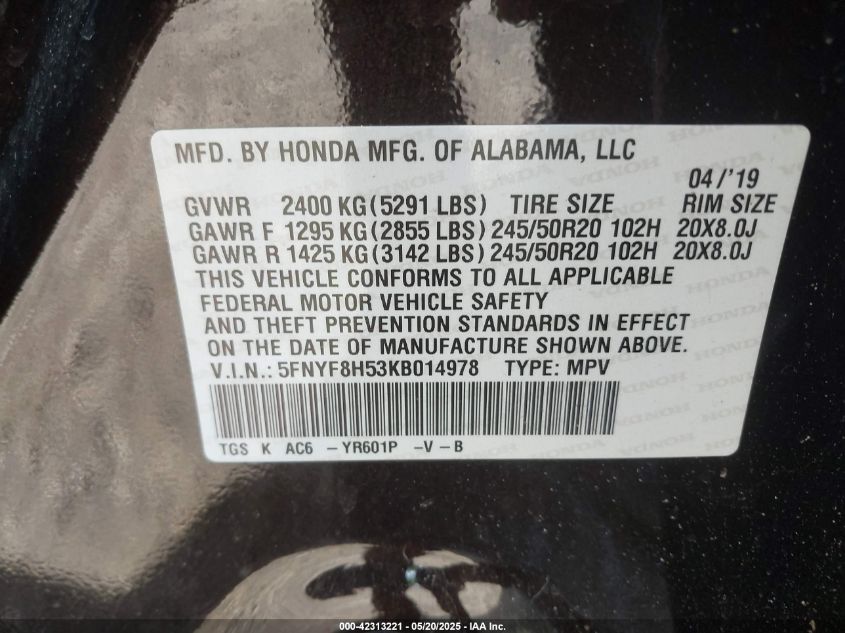 MFD. BY HONDA MFG. OF ALABAMA, LLC
04/'19
GVWR 2400 KG(5291 LBS) TIRE SIZE RIM SIZE
GAWR F 1295 KG(2855 LBS)245/50R20 102H 20X8.0J
GAWR R 1425 KG(3142 LBS)245/50R20 102H 20X8.0J
THIS VEHICLE CONFORMS TO ALL APPLICABLE
FEDERAL MOTOR VEHICLE SAFETY
AND THEFT PREVENTION STANDARDS IN EFFECT
ON THE DATE OF MANUFACTURE SHOWN ABOVE.
V.I.N.: 5FNYF8H53KB014978 TYPE: MPV
TGS K AC6 -YR601P -V-B
000-42313221 - 05/20/2025 - IAA Inc.